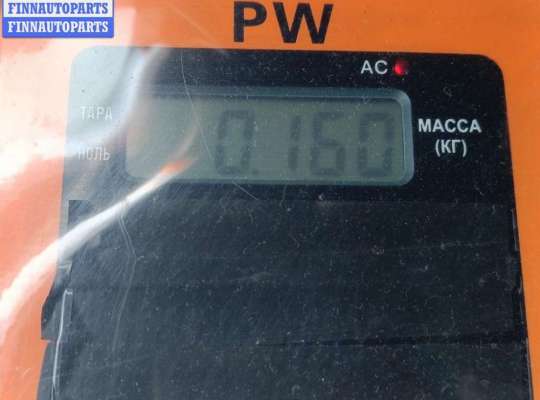 FINNAUTOPARTS
FINNAUTOPARTS
PW
AC
ТАРА
0.160
МАССА
НОЛЬ
(КГ)